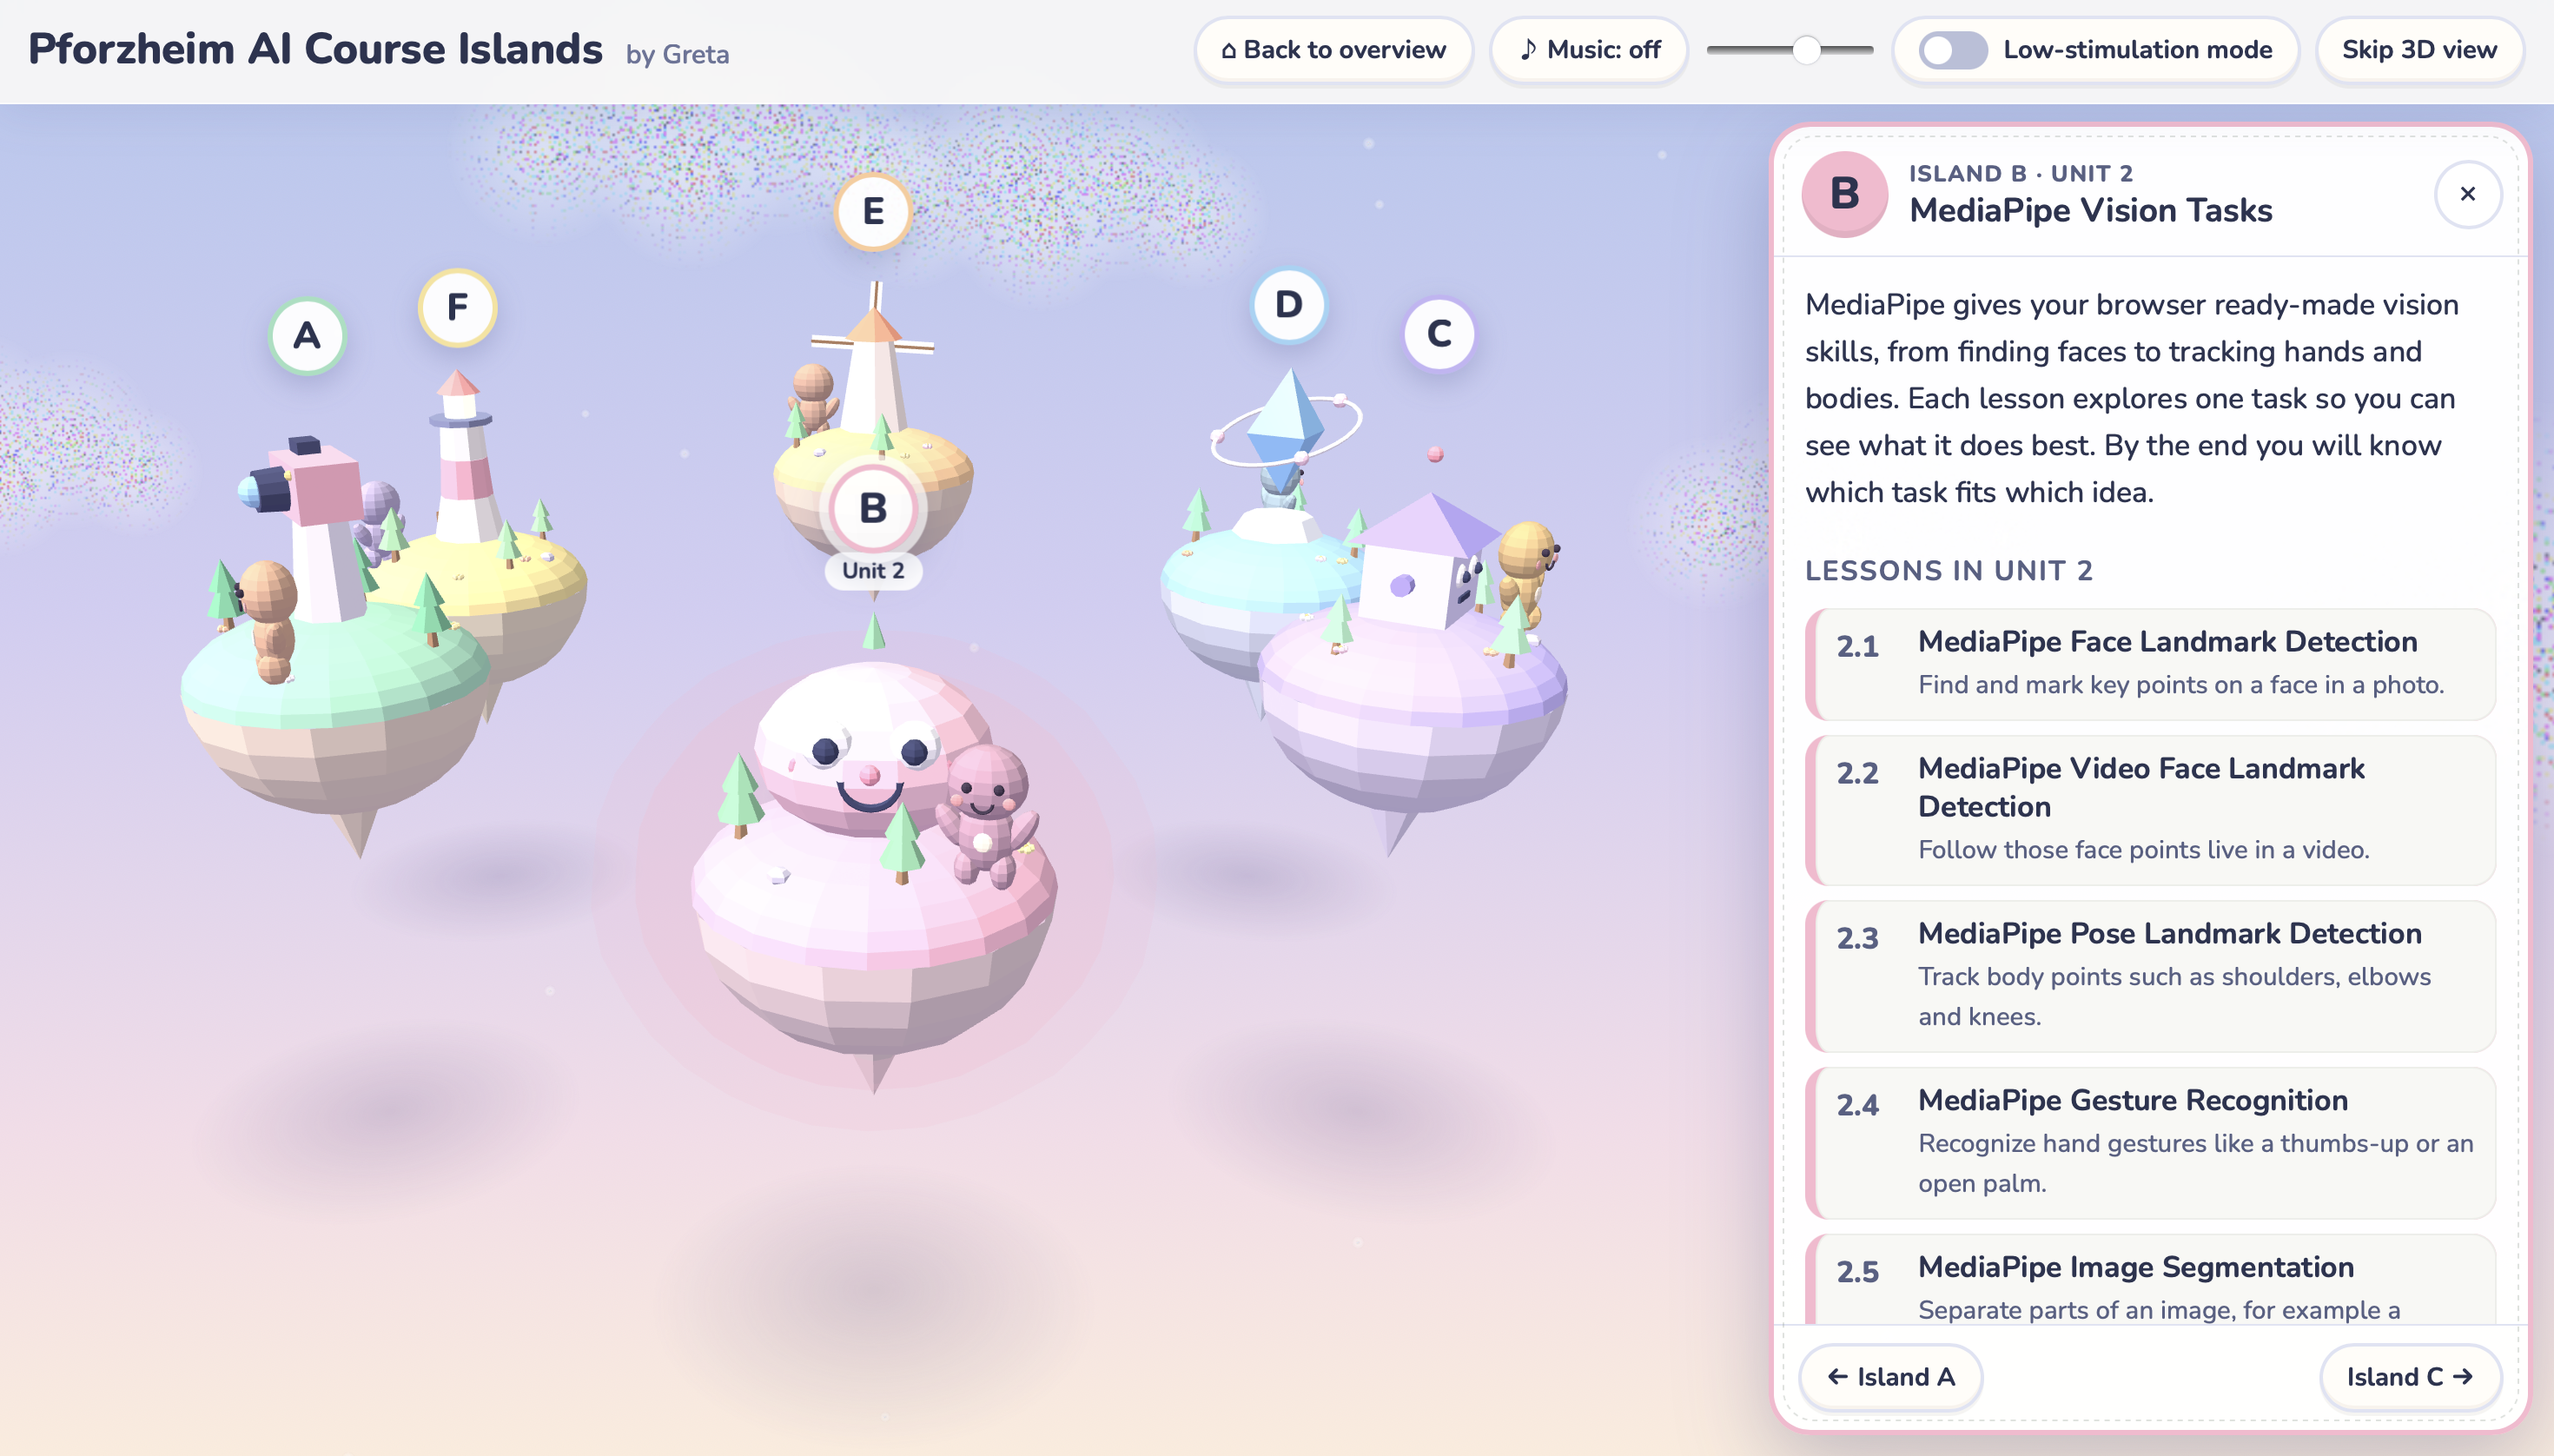 Pforzheim AI Course Islands by Greta
⌂ Back to overview
♪ Music: off
Low-stimulation mode
Skip 3D view
E
A
F
D
C
B
Unit 2
B
ISLAND B · UNIT 2
MediaPipe Vision Tasks
×
MediaPipe gives your browser ready-made vision
skills, from finding faces to tracking hands and
bodies. Each lesson explores one task so you can
see what it does best. By the end you will know
which task fits which idea.
LESSONS IN UNIT 2
2.1 MediaPipe Face Landmark Detection
Find and mark key points on a face in a photo.
2.2 MediaPipe Video Face Landmark
Detection
Follow those face points live in a video.
2.3 MediaPipe Pose Landmark Detection
Track body points such as shoulders, elbows
and knees.
2.4 MediaPipe Gesture Recognition
Recognize hand gestures like a thumbs-up or an
open palm.
2.5 MediaPipe Image Segmentation
Separate parts of an image, for example a
← Island A
Island C →